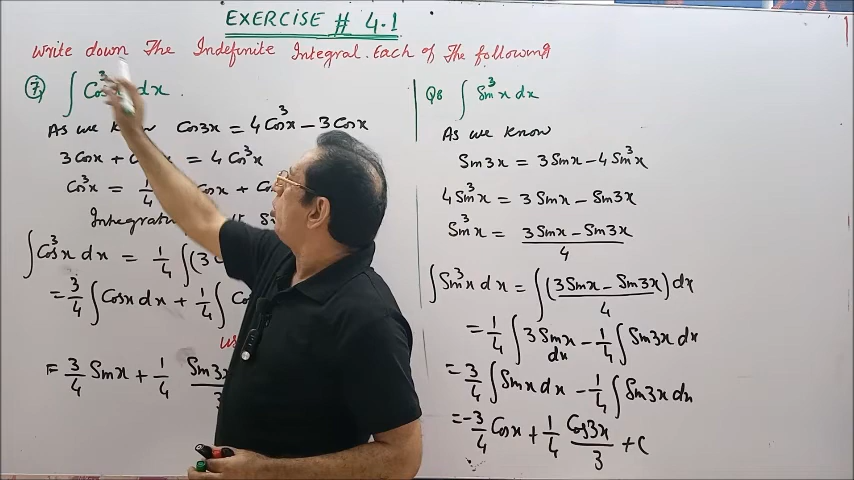 EXERCISE # 4.1
Write down The Indefinite Integral. Each of The following
⑦ ∫ Cos³x dx .
As we know Cos3x = 4Cos³x – 3Cosx
3Cosx + = 4Cos³x
Cos³x = 1/4 Cosx +
∫Cos³x dx = 1/4 ∫(3
= 3/4 ∫Cosx dx + 1/4 ∫
= 3/4 Sinx + 1/4 Sin3x
Q8 ∫ Sin³x dx
As we know
Sin3x = 3Sinx – 4Sin³x
4Sin³x = 3Sinx – Sin3x
Sin³x = (3Sinx – Sin3x)/4
∫Sin³x dx = ∫(3Sinx – Sin3x)/4 dx
= 1/4 ∫ 3Sinx dx – 1/4 ∫ Sin3x dx
= 3/4 ∫Sinx dx – 1/4 ∫ Sin3x dx
= -3/4 Cosx + 1/4 Cos3x/3 + C